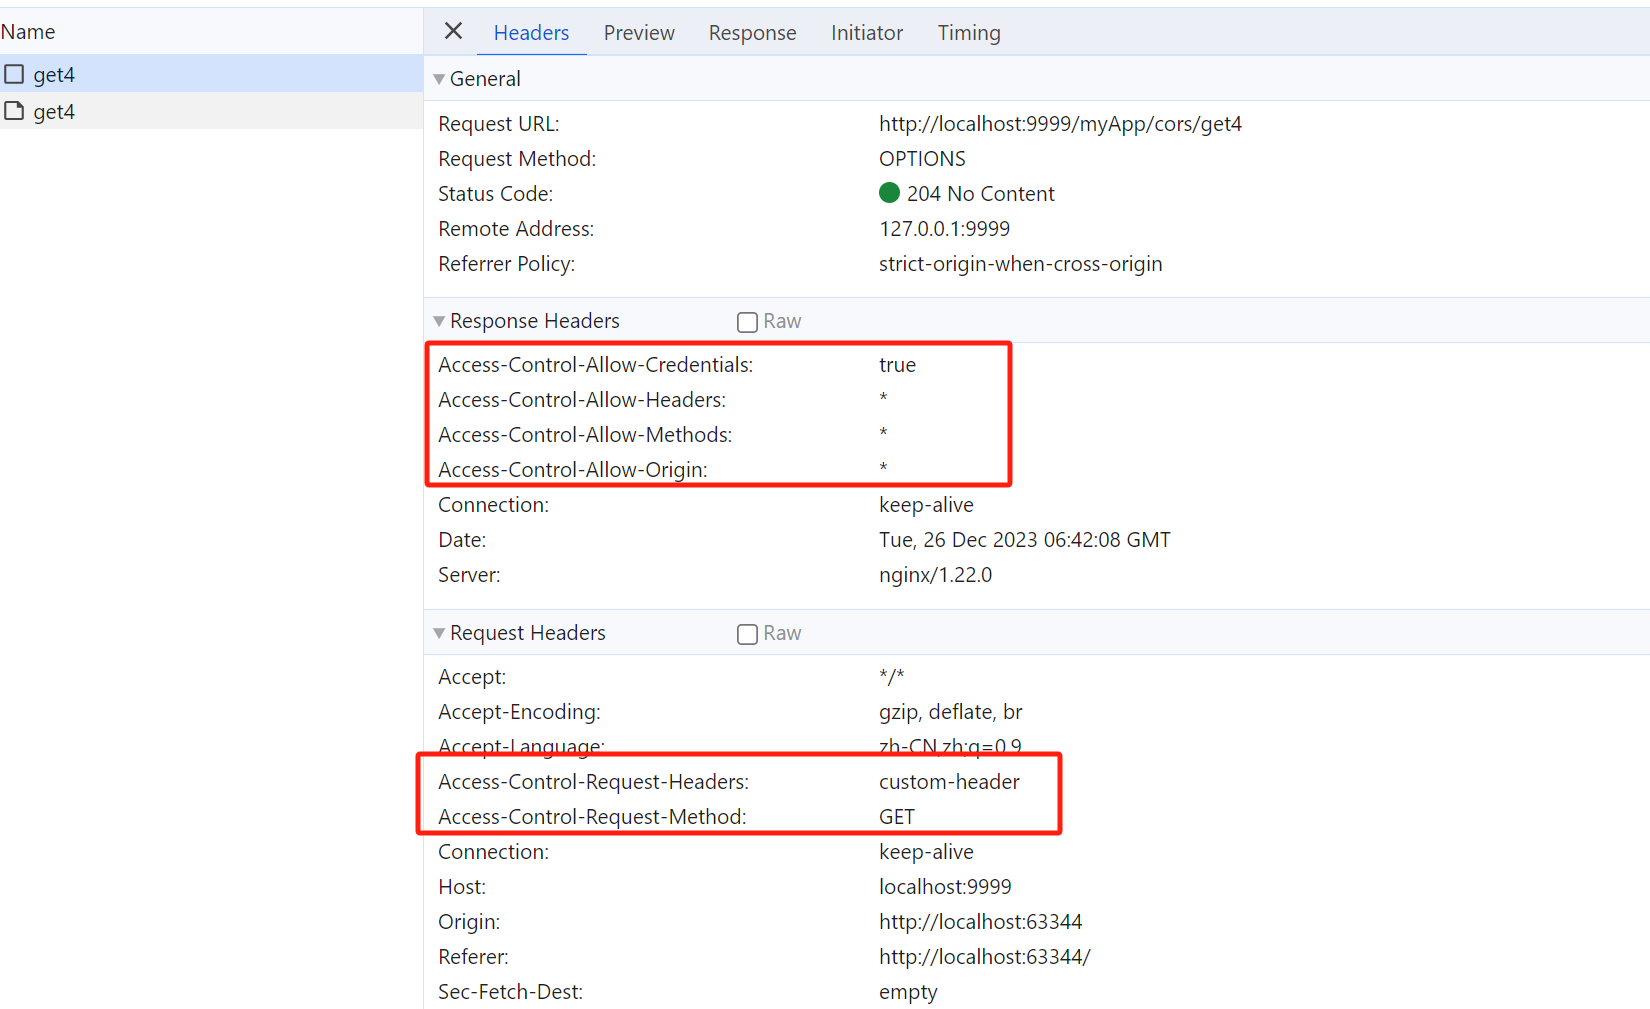 Name
get4
get4
Headers Preview Response Initiator Timing
General
Request URL: http://localhost:9999/myApp/cors/get4
Request Method: OPTIONS
Status Code: 204 No Content
Remote Address: 127.0.0.1:9999
Referrer Policy: strict-origin-when-cross-origin
Response Headers Raw
Access-Control-Allow-Credentials: true
Access-Control-Allow-Headers: *
Access-Control-Allow-Methods: *
Access-Control-Allow-Origin: *
Connection: keep-alive
Date: Tue, 26 Dec 2023 06:42:08 GMT
Server: nginx/1.22.0
Request Headers Raw
Accept: */*
Accept-Encoding: gzip, deflate, br
Accept-Language: zh-CN,zh;q=0.9
Access-Control-Request-Headers: custom-header
Access-Control-Request-Method: GET
Connection: keep-alive
Host: localhost:9999
Origin: http://localhost:63344
Referer: http://localhost:63344/
Sec-Fetch-Dest: empty